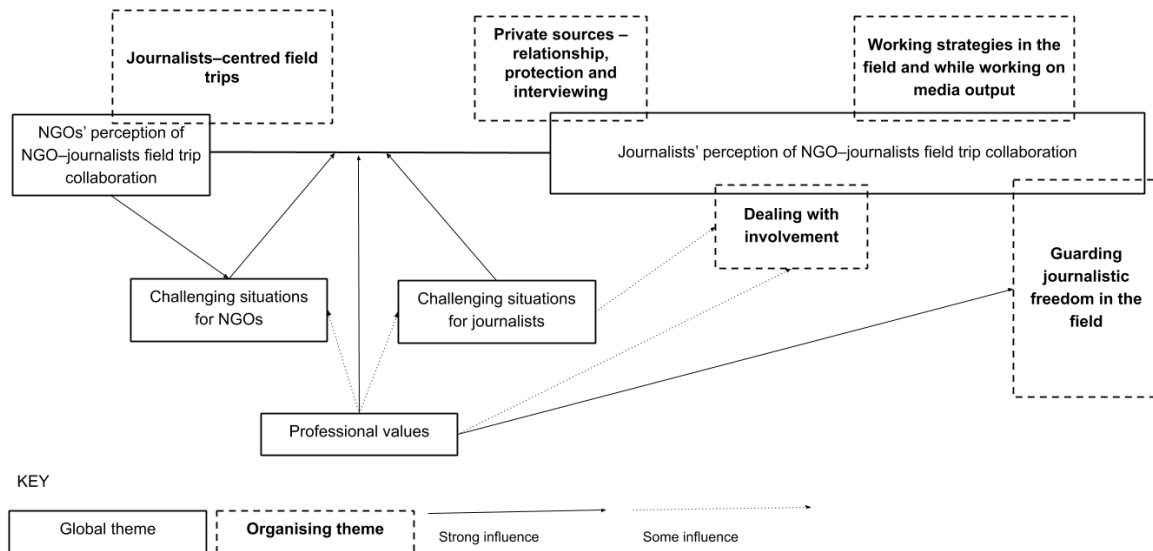 Journalists–centred field
trips
Private sources –
relationship,
protection and
interviewing
Working strategies in the
field and while working on
media output
NGOs’ perception of
NGO–journalists field trip
collaboration
Journalists’ perception of NGO–journalists field trip collaboration
Dealing with
involvement
Guarding
journalistic
freedom in the
field
Challenging situations
for NGOs
Challenging situations
for journalists
Professional values
KEY
Global theme
Organising theme
Strong influence
Some influence